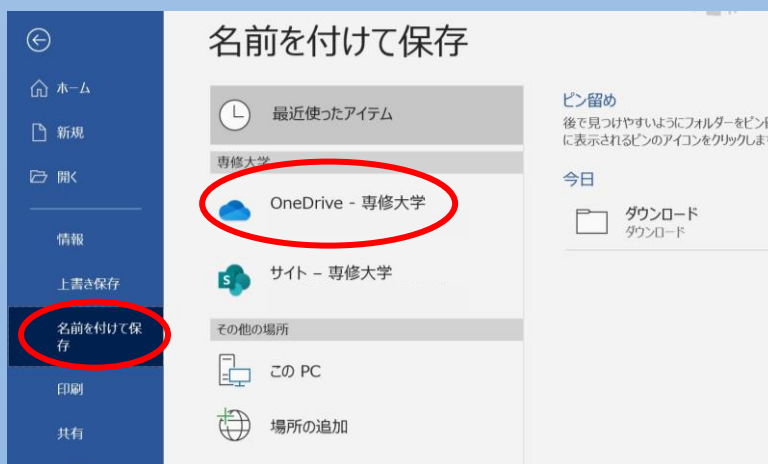 名前を付けて保存
ホーム
新規
開く
情報
上書き保存
名前を付けて保
存
印刷
共有
最近使ったアイテム
専修大学
OneDrive - 専修大学
S
サイト – 専修大学
その他の場所
この PC
場所の追加
ピン留め
後で見つけやすいようにフォルダーをピン
に表示されるピンのアイコンをクリックしま
今日
ダウンロード
ダウンロード